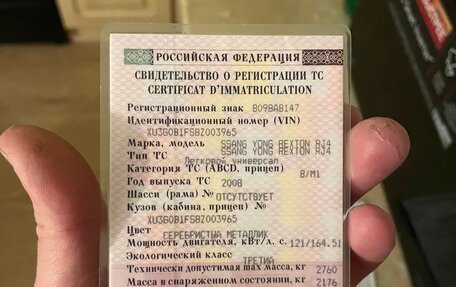 РОССИЙСКАЯ ФЕДЕРАЦИЯ
СВИДЕТЕЛЬСТВО О РЕГИСТРАЦИИ ТС
CERTIFICAT D'IMMATRICULATION
Регистрационный знак В098АВ147
Идентификационный номер (VIN)
XU3G0B1FSBZ003965
Марка, модель SSANG YONG REXTON RJ4
Тип ТС SSANG YONG REXTON RJ4
Легковой универсал
Категория ТС (ABCD, прицеп) B/M1
Год выпуска ТС 2008
Шасси (рама) № ОТСУТСТВУЕТ
Кузов (кабина, прицеп) №
XU3G0B1FSBZ003965
Цвет СЕРЕБРИСТЫЙ МЕТАЛЛИК
Мощность двигателя, кВт/л. с. 121/164.51
Экологический класс ТРЕТИЙ
Технически допустимая max масса, кг 2760
Масса в снаряженном состоянии, кг 2176